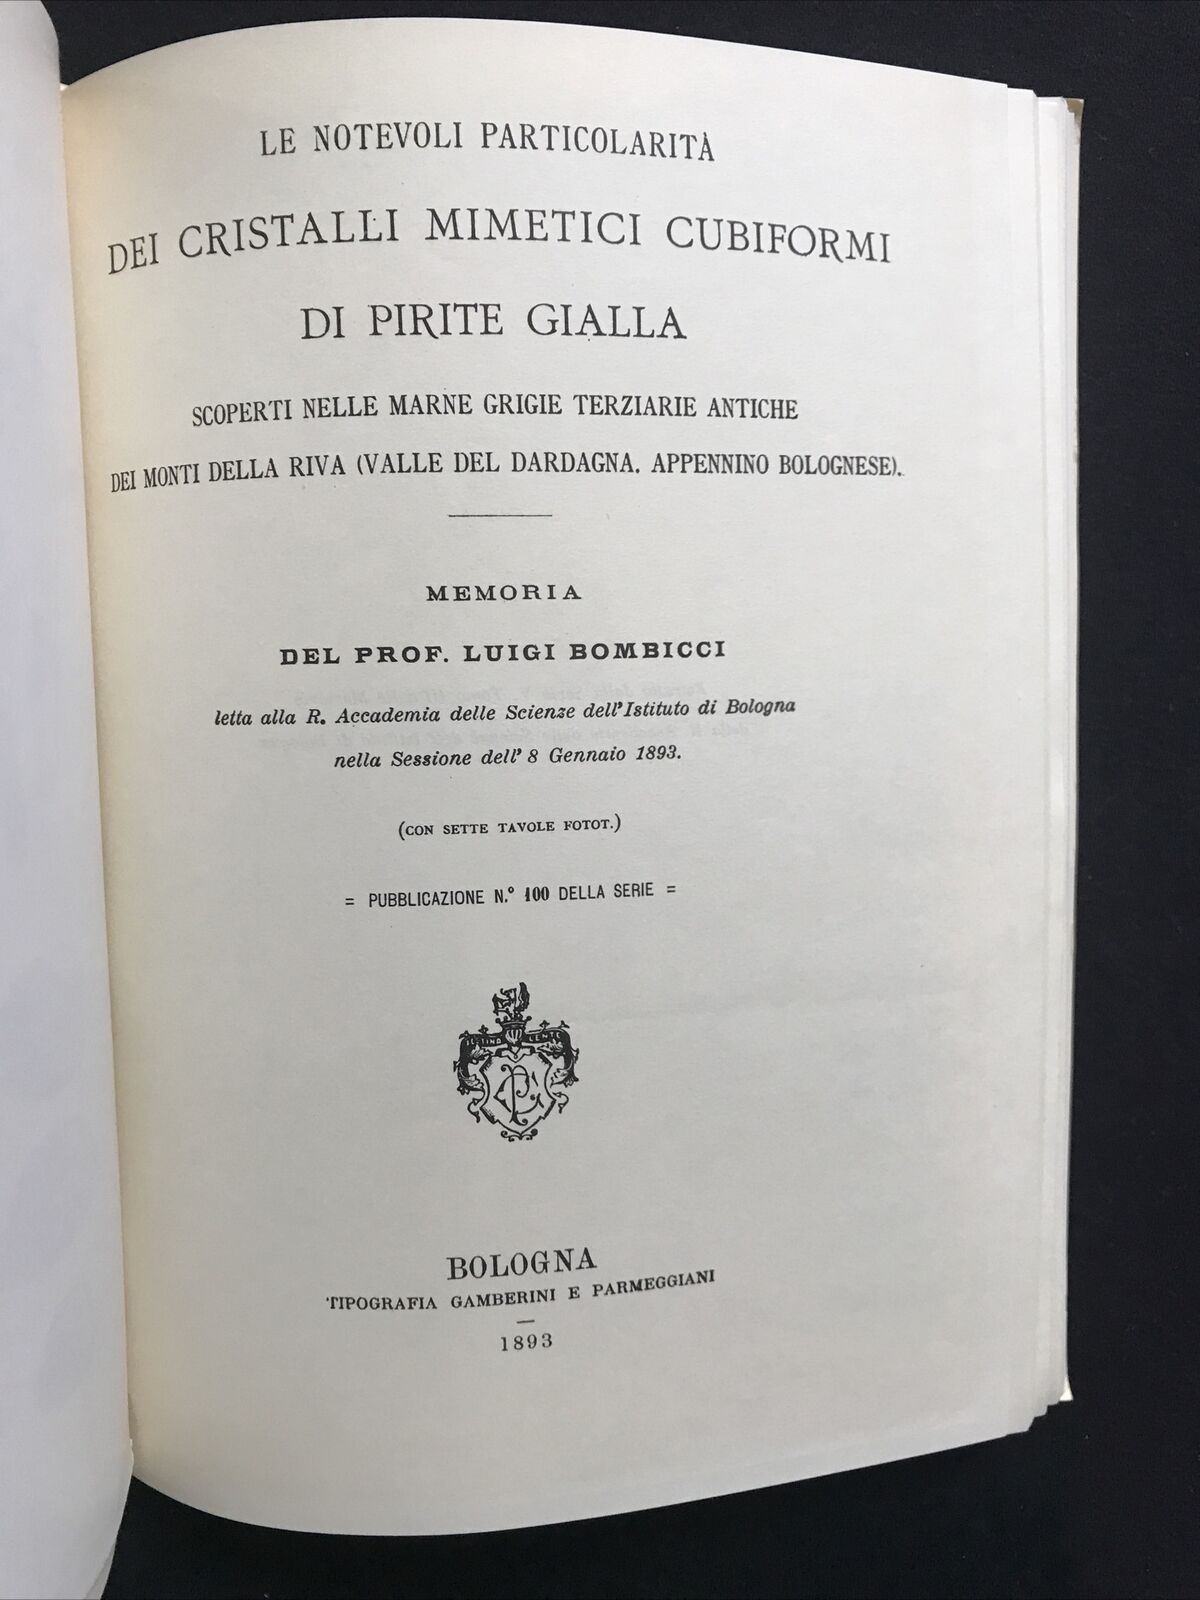 LE NOTEVOLI PARTICOLARITÀ
DEI CRISTALLI MIMETICI CUBIFORMI
DI PIRITE GIALLA
SCOPERTI NELLE MARNE GRIGIE TERZIARIE ANTICHE
DEI MONTI DELLA RIVA (VALLE DEL DARDAGNA. APPENNINO BOLOGNESE).
MEMORIA
DEL PROF. LUIGI BOMBICCI
letta alla R. Accademia delle Scienze dell'Istituto di Bologna
nella Sessione dell' 8 Gennaio 1893.
(CON SETTE TAVOLE FOTOT.)
= PUBBLICAZIONE N.° 100 DELLA SERIE =
BOLOGNA
TIPOGRAFIA GAMBERINI E PARMEGGIANI
1893